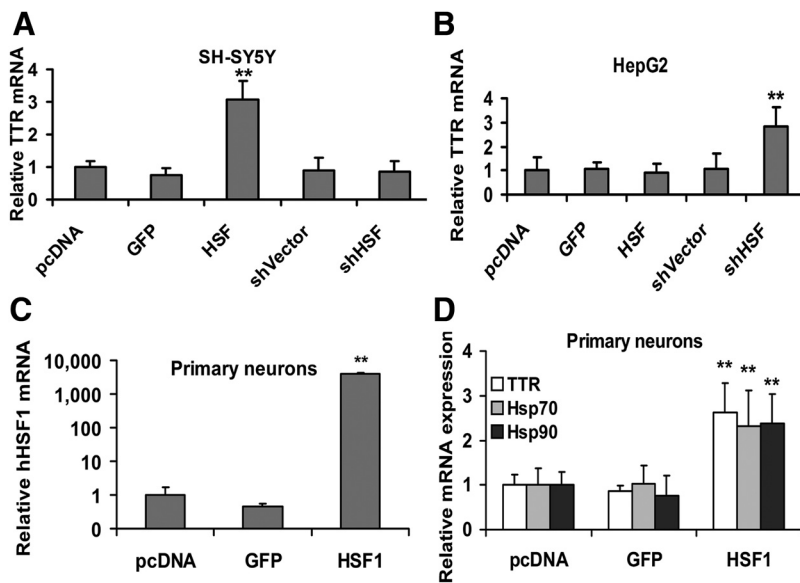 A
SH-SY5Y
**
Relative TTR mRNA
4
3
2
1
0
pcDNA
GFP
HSF
shVector
shHSF
B
HepG2
**
Relative TTR mRNA
4
3
2
1
0
pcDNA
GFP
HSF
shVector
shHSF
C
Primary neurons
**
Relative hHSF1 mRNA
10,000
1,000
100
10
1
0
pcDNA
GFP
HSF1
D
Primary neurons
** ** **
Relative mRNA expression
4
3
2
1
0
TTR
Hsp70
Hsp90
pcDNA
GFP
HSF1